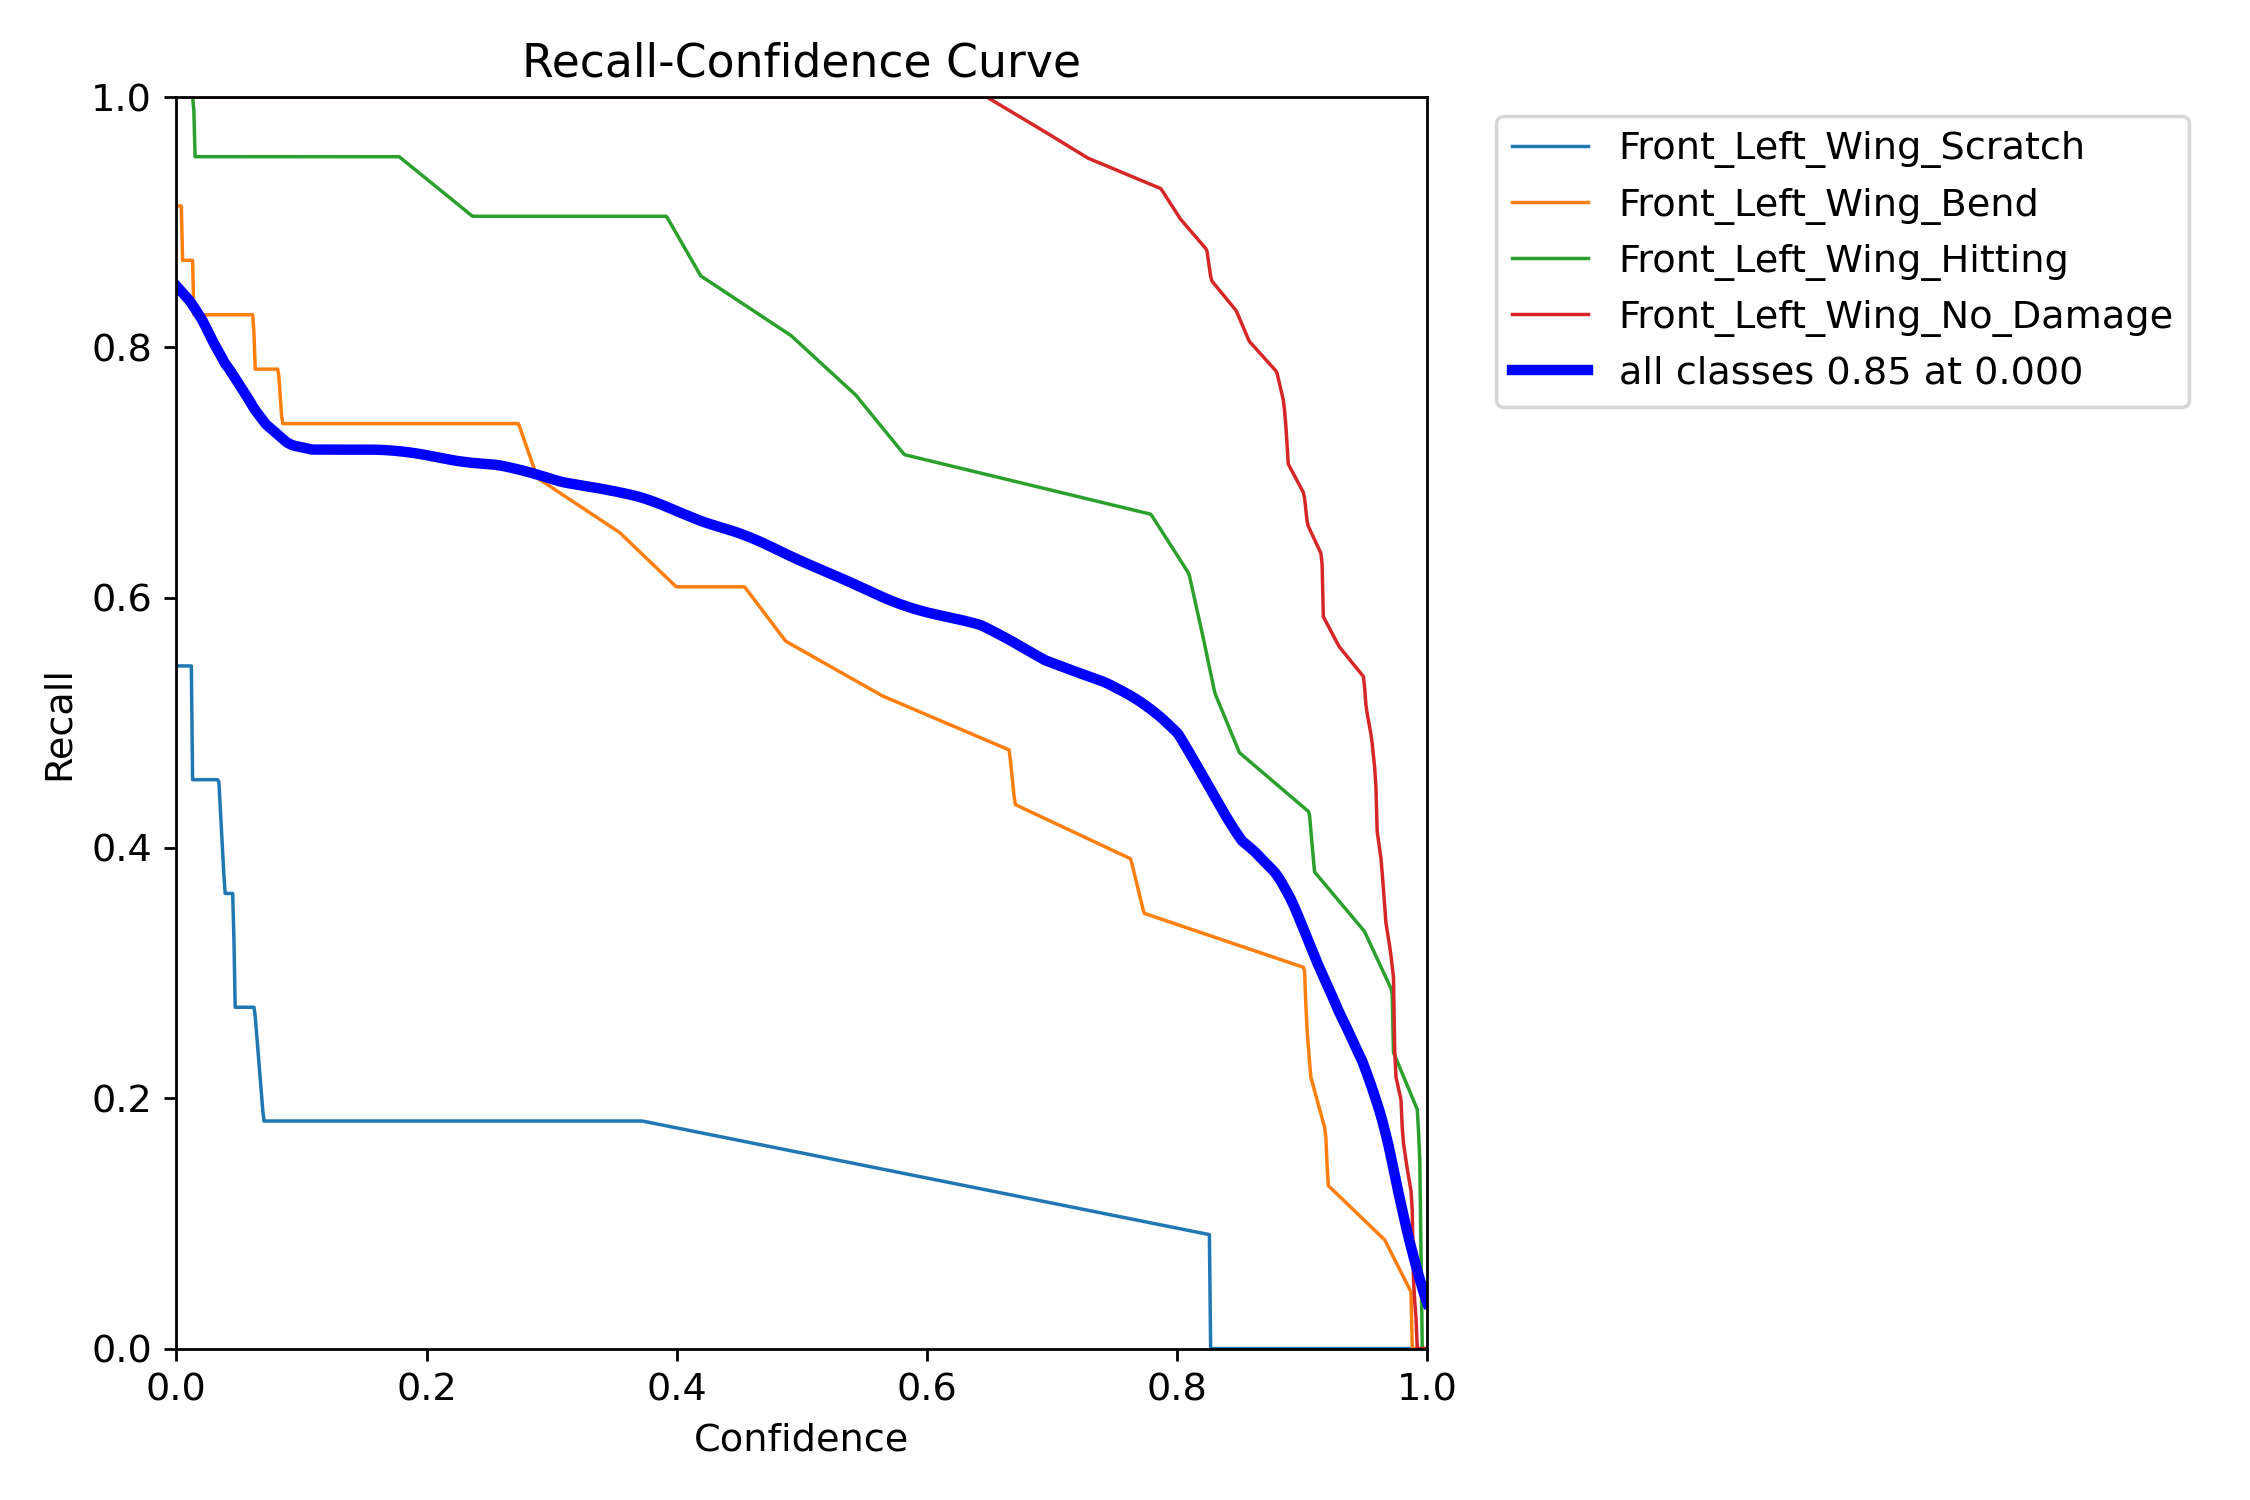 Recall-Confidence Curve
1.0
0.8
0.6
0.4
0.2
0.0
Recall
0.0 0.2 0.4 0.6 0.8 1.0
Confidence
Front_Left_Wing_Scratch
Front_Left_Wing_Bend
Front_Left_Wing_Hitting
Front_Left_Wing_No_Damage
all classes 0.85 at 0.000